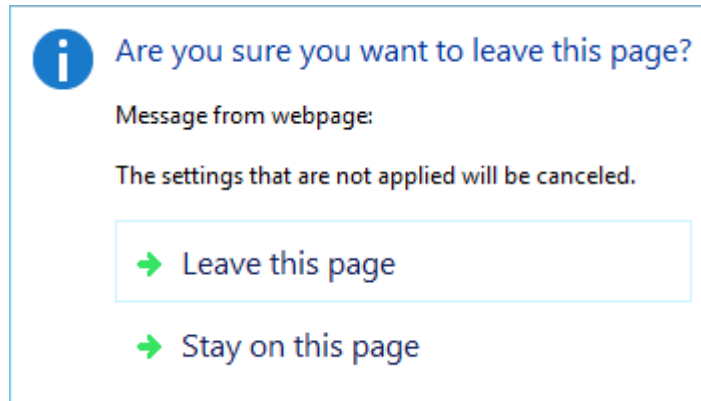 Are you sure you want to leave this page?
Message from webpage:
The settings that are not applied will be canceled.
Leave this page
Stay on this page